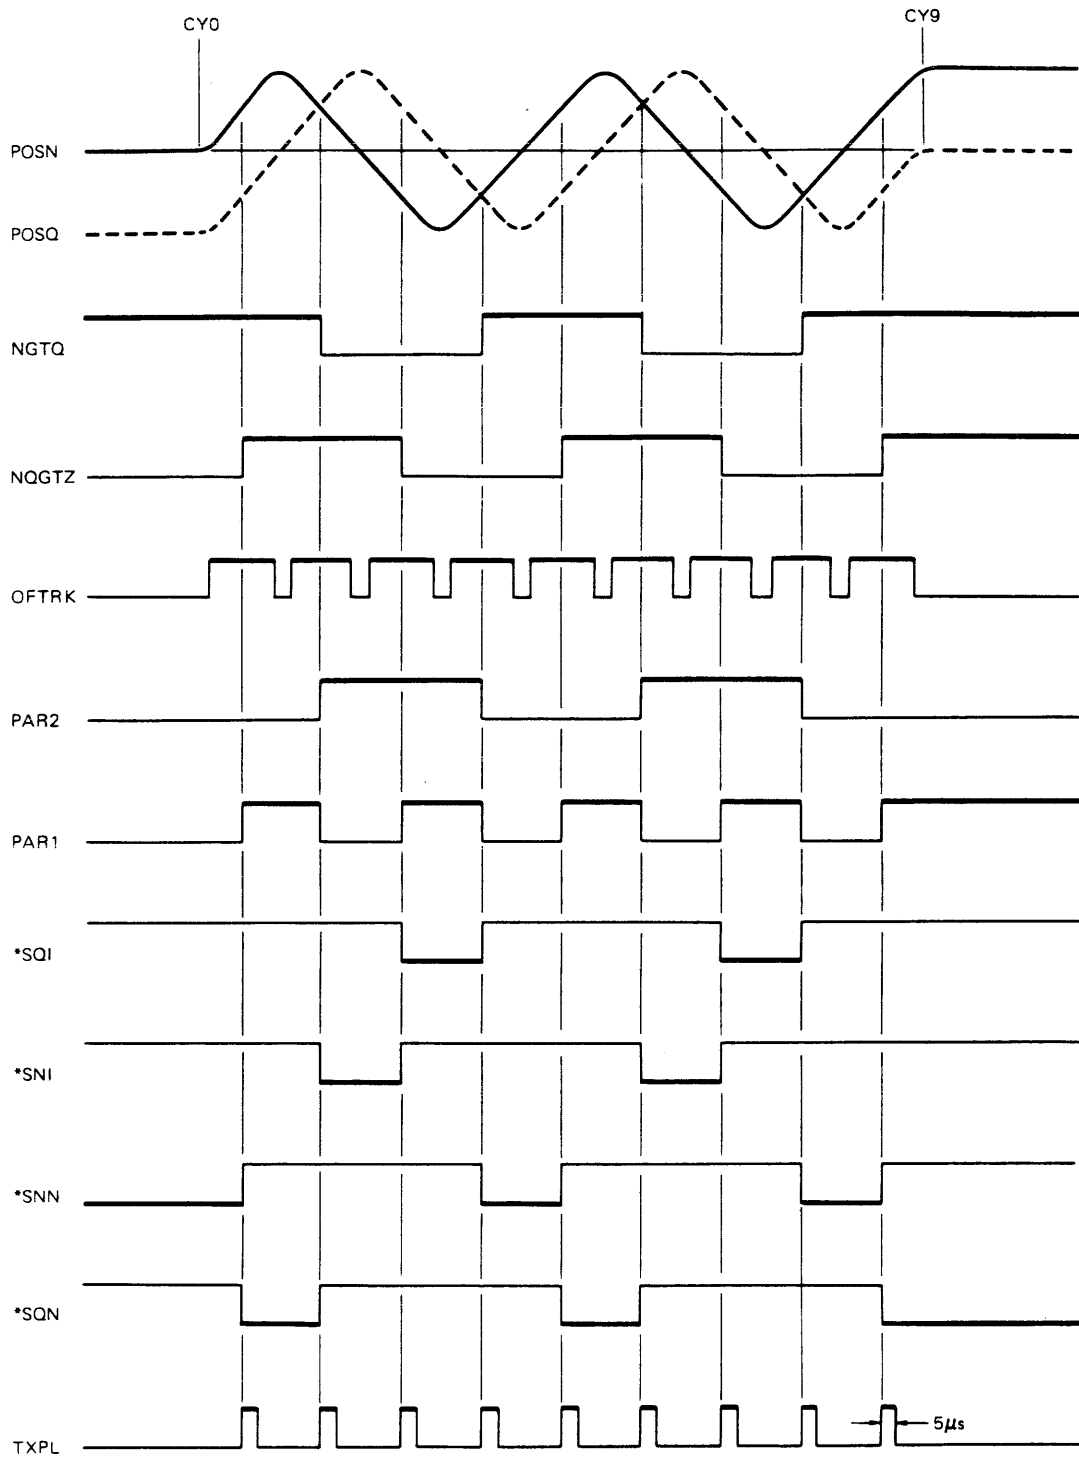 CY0
CY9
POSN
POSQ
NGTQ
NQGTZ
OFTRK
PAR2
PAR1
*SQI
*SNI
*SNN
*SQN
TXPL
5µs